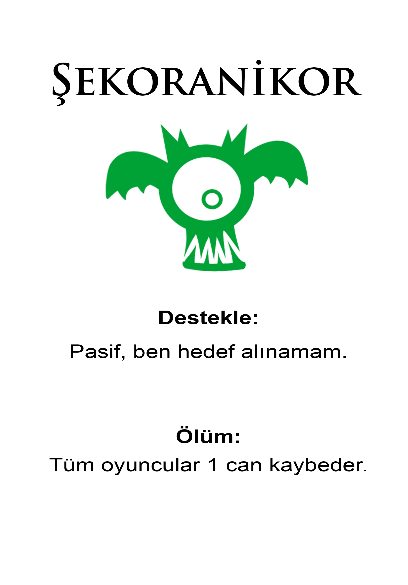 ŞEKORANİKOR
Destekle:
Pasif, ben hedef alınamam.
Ölüm:
Tüm oyuncular 1 can kaybeder.